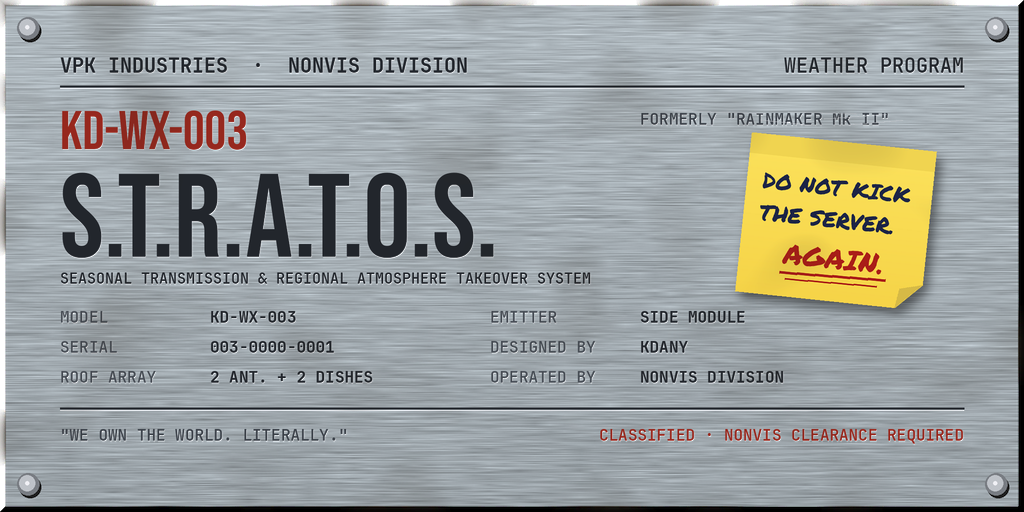 VPK INDUSTRIES · NONVIS DIVISION
WEATHER PROGRAM
KD-WX-003
FORMERLY "RAINMAKER Mk II"
S.T.R.A.T.O.S.
SEASONAL TRANSMISSION & REGIONAL ATMOSPHERE TAKEOVER SYSTEM
DO NOT KICK
THE SERVER.
AGAIN.
MODEL KD-WX-003 EMITTER SIDE MODULE
SERIAL 003-0000-0001 DESIGNED BY KDANY
ROOF ARRAY 2 ANT. + 2 DISHES OPERATED BY NONVIS DIVISION
"WE OWN THE WORLD. LITERALLY."
CLASSIFIED · NONVIS CLEARANCE REQUIRED